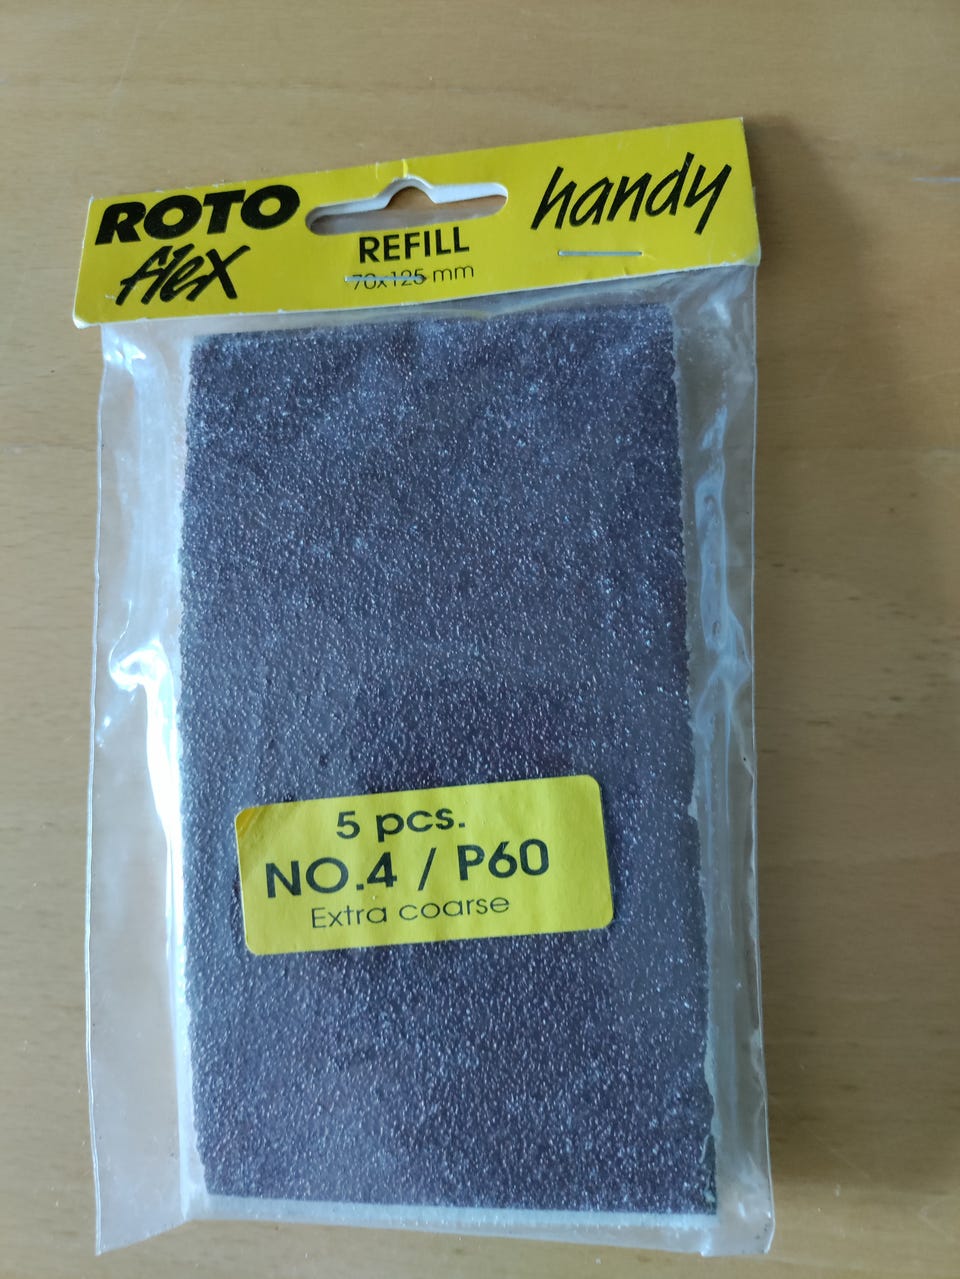 ROTO
flex
REFILL
70x125 mm
handy
5 pcs.
NO.4 / P60
Extra coarse